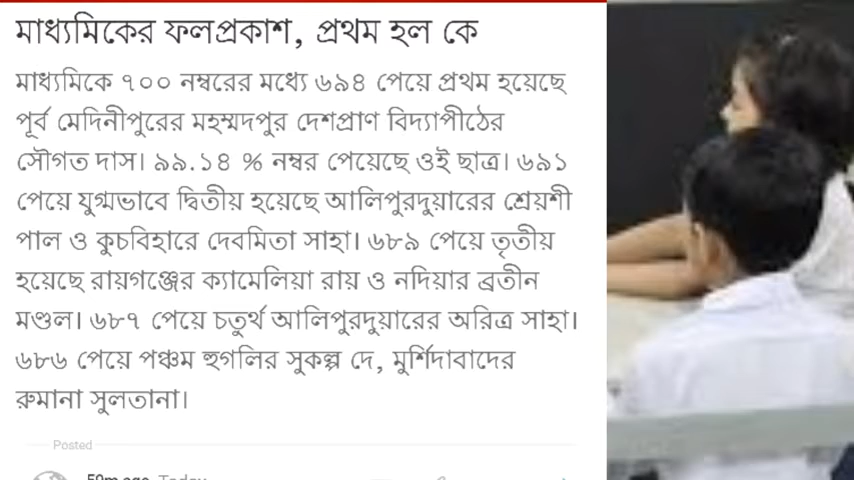 মাধ্যমিকের ফলপ্রকাশ, প্রথম হল কে
মাধ্যমিকে ৭০০ নম্বরের মধ্যে ৬৯৪ পেয়ে প্রথম হয়েছে
পূর্ব মেদিনীপুরের মহম্মদপুর দেশপ্রাণ বিদ্যাপীঠের
সৌগত দাস। ৯৯.১৪ % নম্বর পেয়েছে ওই ছাত্র। ৬৯১
পেয়ে যুগ্মভাবে দ্বিতীয় হয়েছে আলিপুরদুয়ারের শ্রেয়শী
পাল ও কুচবিহারে দেবমিতা সাহা। ৬৮৯ পেয়ে তৃতীয়
হয়েছে রায়গঞ্জের ক্যামেলিয়া রায় ও নদিয়ার ব্রতীন
মণ্ডল। ৬৮৭ পেয়ে চতুর্থ আলিপুরদুয়ারের অরিত্র সাহা।
৬৮৬ পেয়ে পঞ্চম হুগলির সুকল্প দে, মুর্শিদাবাদের
রুমানা সুলতানা।
Posted